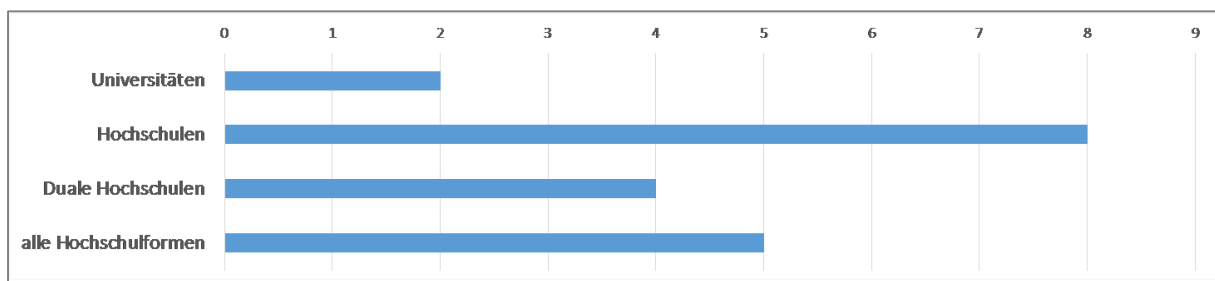 0 1 2 3 4 5 6 7 8 9
Universitäten
Hochschulen
Duale Hochschulen
alle Hochschulformen